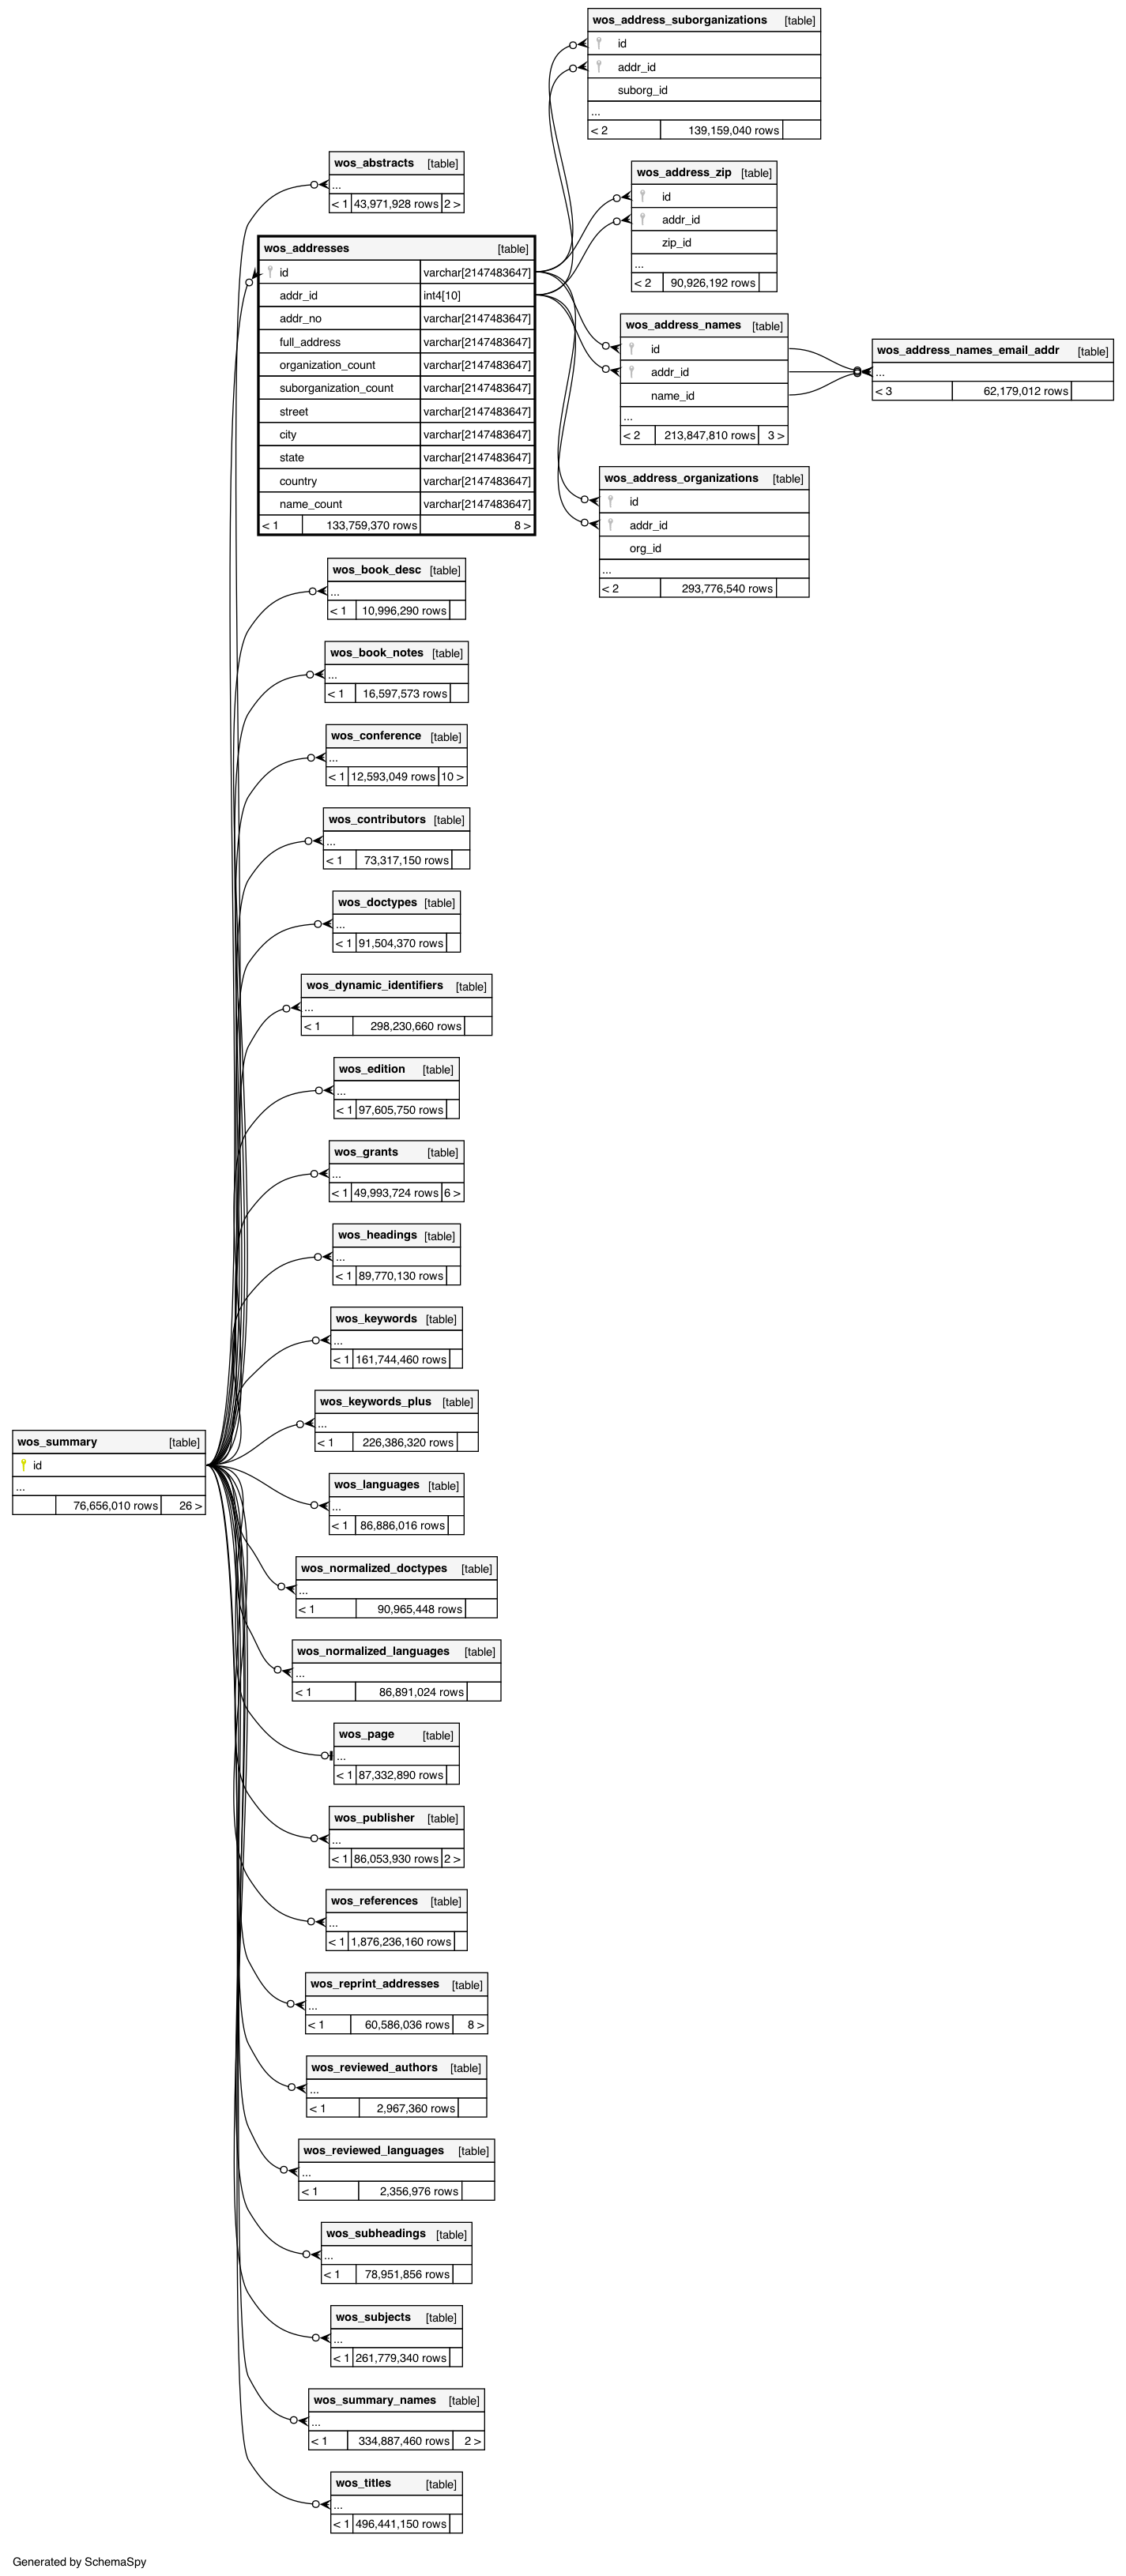 wos_address_suborganizations [table]
id
addr_id
suborg_id
...
< 2 139,159,040 rows
wos_abstracts [table]
...
< 1 43,971,928 rows 2 >
wos_address_zip [table]
id
addr_id
zip_id
...
< 2 90,926,192 rows
wos_addresses [table]
id varchar[2147483647]
addr_id int4[10]
addr_no varchar[2147483647]
full_address varchar[2147483647]
organization_count varchar[2147483647]
suborganization_count varchar[2147483647]
street varchar[2147483647]
city varchar[2147483647]
state varchar[2147483647]
country varchar[2147483647]
name_count varchar[2147483647]
< 1 133,759,370 rows 8 >
wos_address_names [table]
id
addr_id
name_id
...
< 2 213,847,810 rows 3 >
wos_address_names_email_addr [table]
...
< 3 62,179,012 rows
wos_address_organizations [table]
id
addr_id
org_id
...
< 2 293,776,540 rows
wos_book_desc [table]
...
< 1 10,996,290 rows
wos_book_notes [table]
...
< 1 16,597,573 rows
wos_conference [table]
...
< 1 12,593,049 rows 10 >
wos_contributors [table]
...
< 1 73,317,150 rows
wos_doctypes [table]
...
< 1 91,504,370 rows
wos_dynamic_identifiers [table]
...
< 1 298,230,660 rows
wos_edition [table]
...
< 1 97,605,750 rows
wos_grants [table]
...
< 1 49,993,724 rows 6 >
wos_headings [table]
...
< 1 89,770,130 rows
wos_keywords [table]
...
< 1 161,744,460 rows
wos_keywords_plus [table]
...
< 1 226,386,320 rows
wos_summary [table]
id
...
76,656,010 rows 26 >
wos_languages [table]
...
< 1 86,886,016 rows
wos_normalized_doctypes [table]
...
< 1 90,965,448 rows
wos_normalized_languages [table]
...
< 1 86,891,024 rows
wos_page [table]
...
< 1 87,332,890 rows
wos_publisher [table]
...
< 1 86,053,930 rows 2 >
wos_references [table]
...
< 1 1,876,236,160 rows
wos_reprint_addresses [table]
...
< 1 60,586,036 rows 8 >
wos_reviewed_authors [table]
...
< 1 2,967,360 rows
wos_reviewed_languages [table]
...
< 1 2,356,976 rows
wos_subheadings [table]
...
< 1 78,951,856 rows
wos_subjects [table]
...
< 1 261,779,340 rows
wos_summary_names [table]
...
< 1 334,887,460 rows 2 >
wos_titles [table]
...
< 1 496,441,150 rows
Generated by SchemaSpy